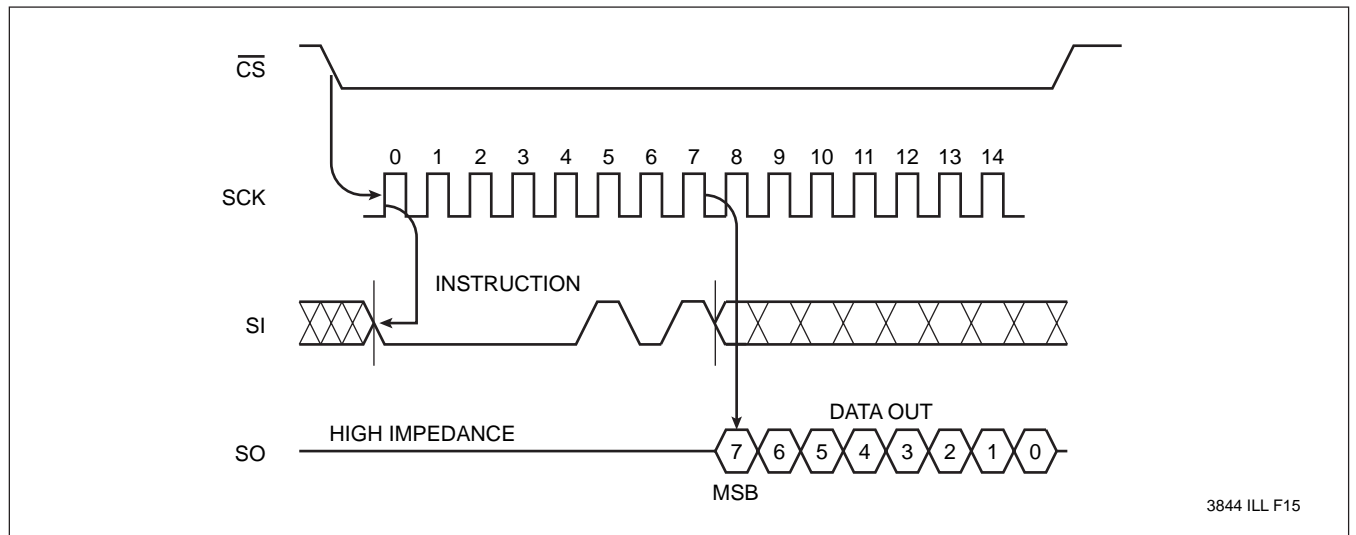 CS
0 1 2 3 4 5 6 7 8 9 10 11 12 13 14
SCK
INSTRUCTION
SI
DATA OUT
HIGH IMPEDANCE
SO
7 6 5 4 3 2 1 0
MSB
3844 ILL F15